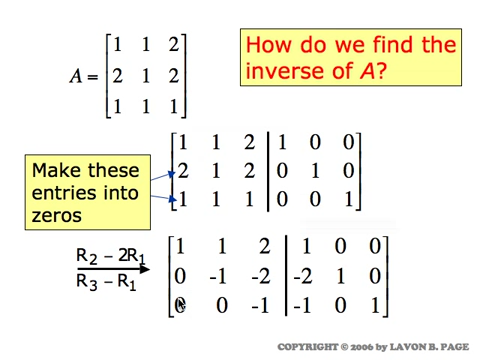 How do we find the
inverse of A?
A = [1 1 2]
[2 1 2]
[1 1 1]
Make these
entries into
zeros
[1 1 2 | 1 0 0]
[2 1 2 | 0 1 0]
[1 1 1 | 0 0 1]
R₂ – 2R₁
R₃ – R₁
[1 1 2 | 1 0 0]
[0 -1 -2 | -2 1 0]
[0 0 -1 | -1 0 1]
COPYRIGHT © 2006 by LAVON B. PAGE